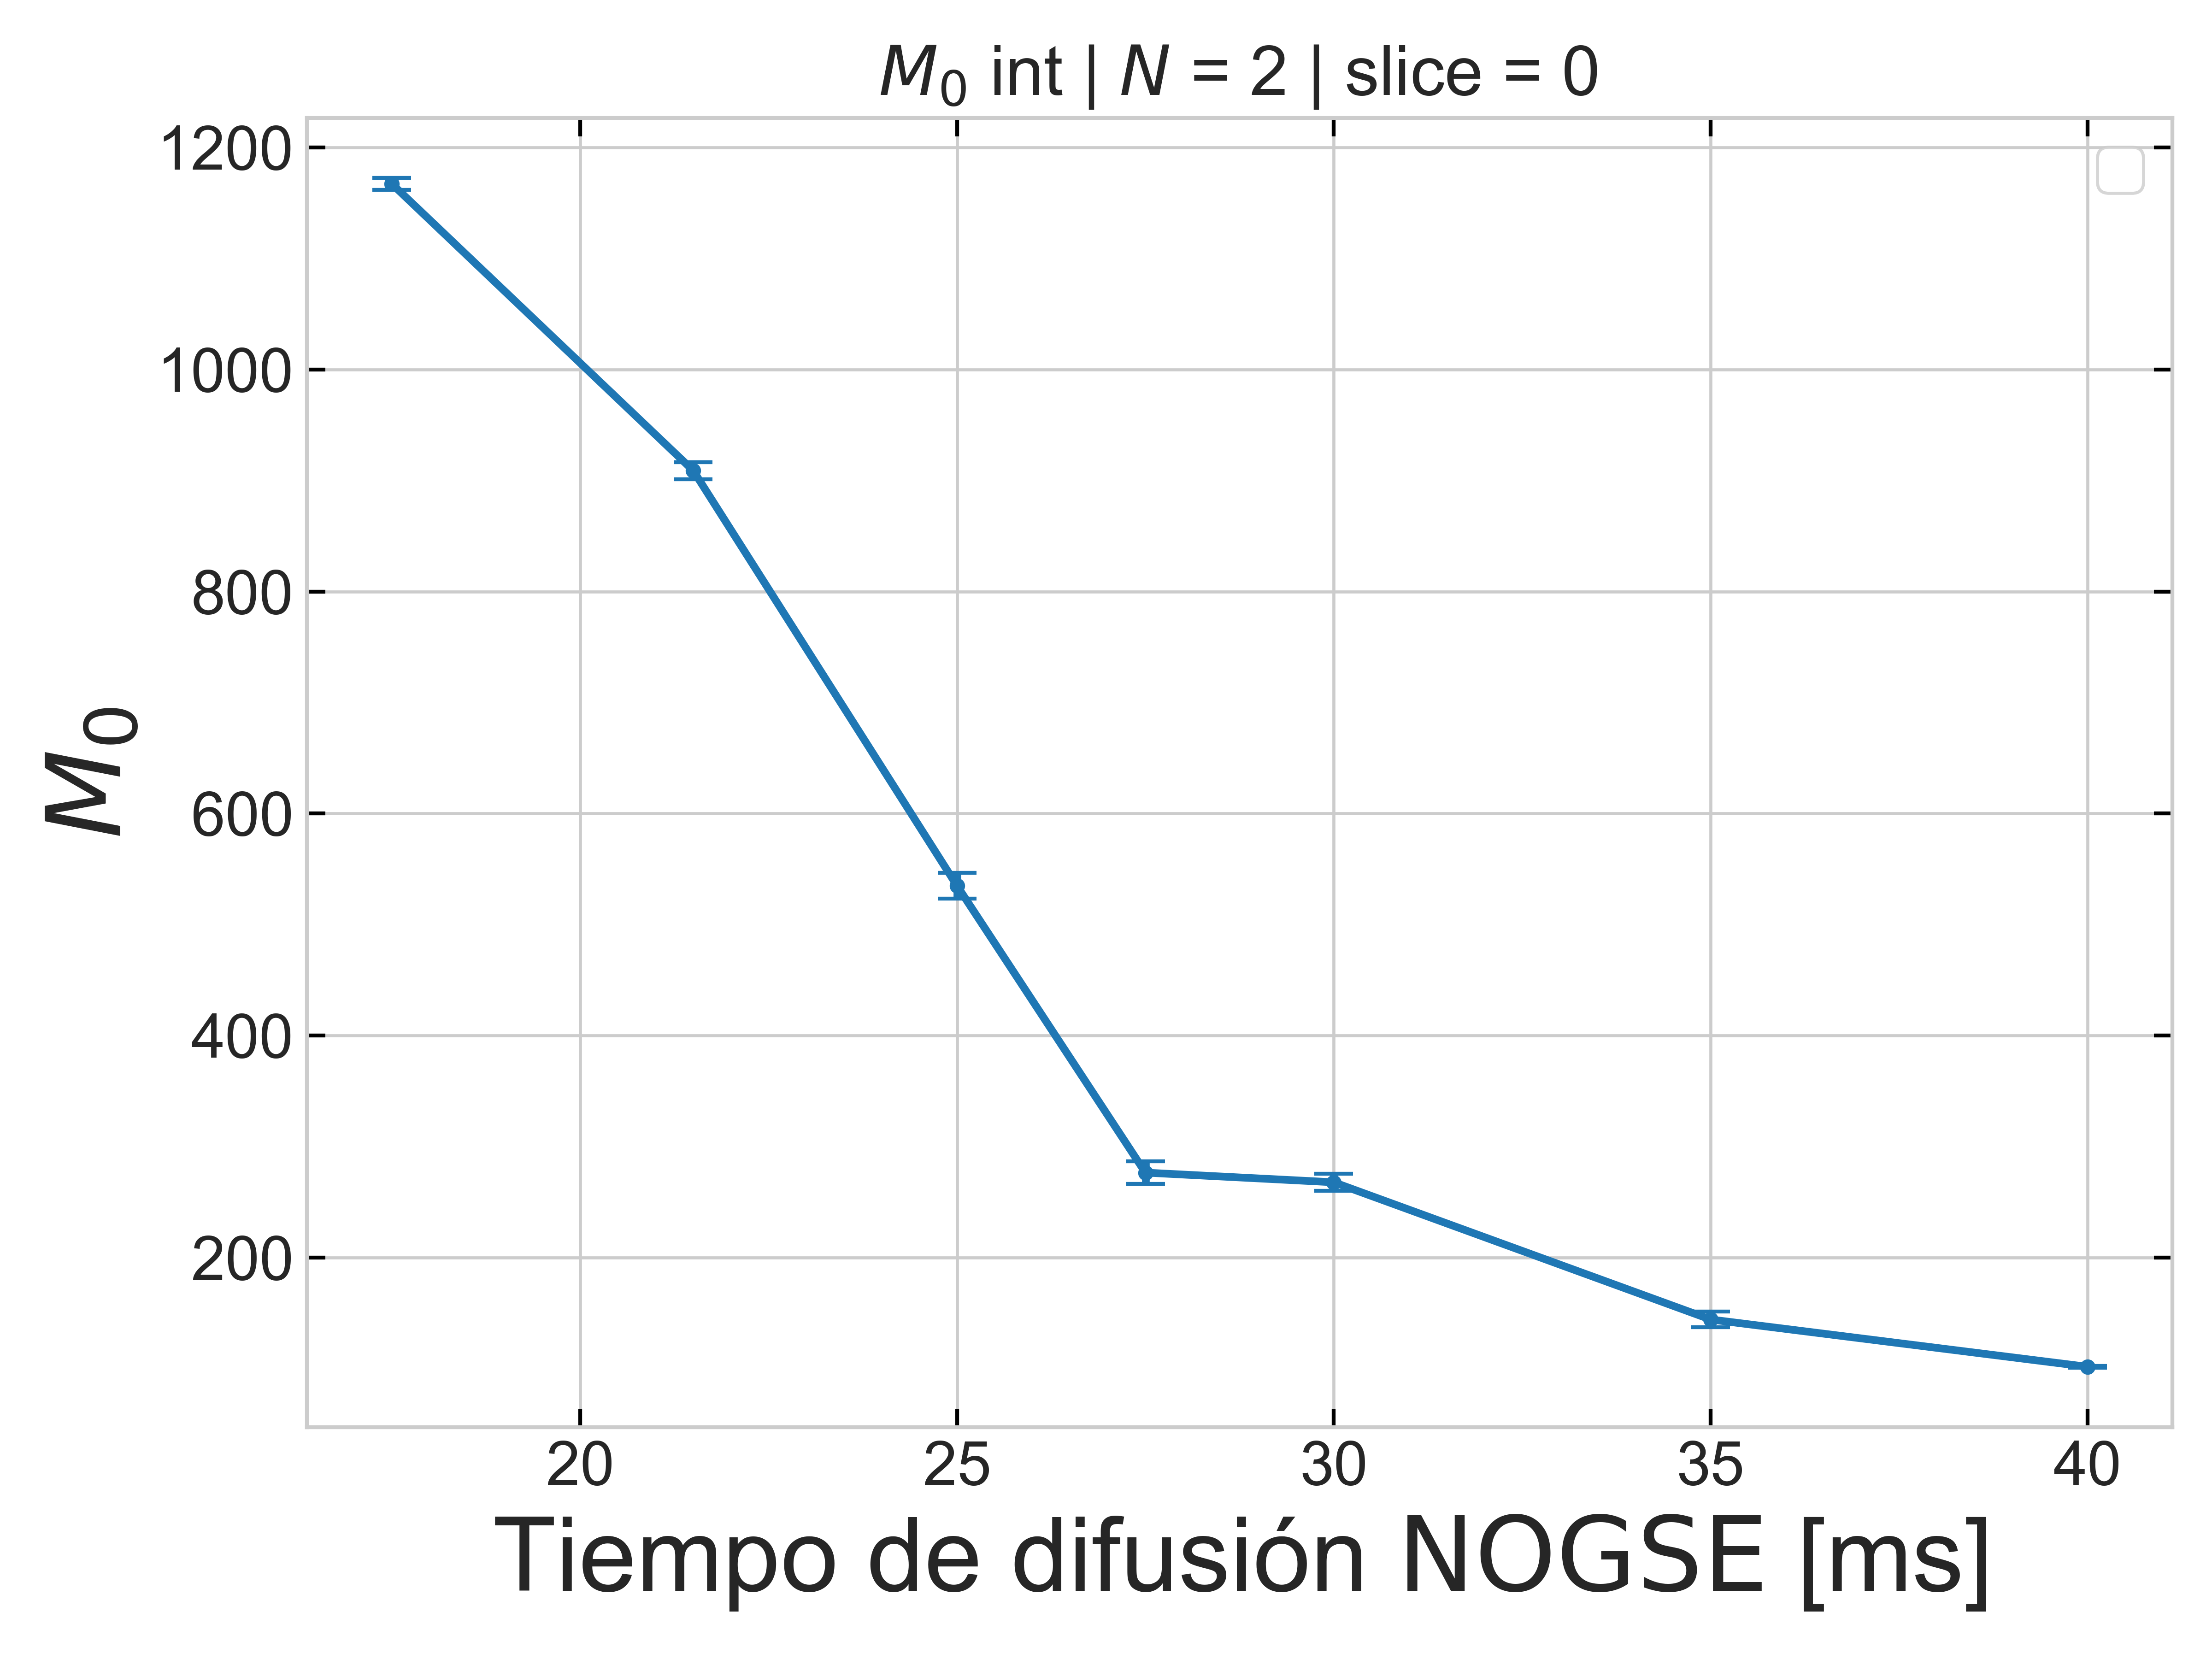 M₀ int | N = 2 | slice = 0
1200
1000
800
600
400
200
M₀
20 25 30 35 40
Tiempo de difusión NOGSE [ms]